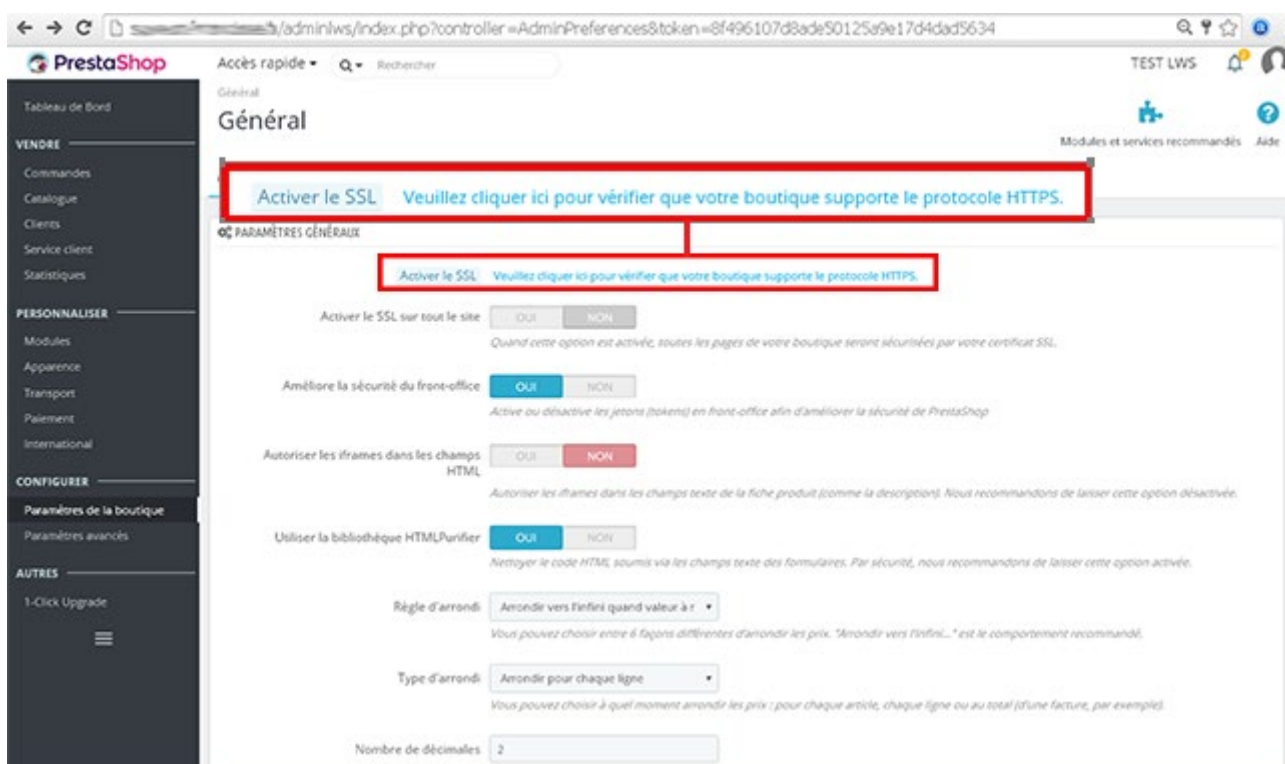 /adminlws/index.php?controller=AdminPreferences&token=8f496107d8ade50125a9e17d4dad5634
PrestaShop
Accès rapide
Rechercher
TEST LWS
Général
Général
Modules et services recommandés
Aide
Tableau de Bord
VENDRE
Commandes
Catalogue
Clients
Service client
Statistiques
PERSONNALISER
Modules
Apparence
Transport
Paiement
International
CONFIGURER
Paramètres de la boutique
Paramètres avancés
AUTRES
1-Click Upgrade
Activer le SSL Veuillez cliquer ici pour vérifier que votre boutique supporte le protocole HTTPS.
PARAMÈTRES GÉNÉRAUX
Activer le SSL Veuillez cliquer ici pour vérifier que votre boutique supporte le protocole HTTPS.
Activer le SSL sur tout le site OUI NON
Quand cette option est activée, toutes les pages de votre boutique seront sécurisées par votre certificat SSL.
Améliore la sécurité du front-office OUI NON
Active ou désactive les jetons (tokens) en front-office afin d'améliorer la sécurité de PrestaShop
Autoriser les iframes dans les champs OUI NON
HTML
Autoriser les iframes dans les champs texte de la fiche produit (comme la description). Nous recommandons de laisser cette option désactivée.
Utiliser la bibliothèque HTMLPurifier OUI NON
Nettoyer le code HTML soumis via les champs texte des formulaires. Par sécurité, nous recommandons de laisser cette option activée.
Règle d'arrondi Arrondir vers l'infini quand valeur à r
Vous pouvez choisir entre 6 façons différentes d'arrondir les prix. "Arrondir vers l'infini..." est le comportement recommandé.
Type d'arrondi Arrondir pour chaque ligne
Vous pouvez choisir à quel moment arrondir les prix : pour chaque article, chaque ligne ou au total (d'une facture, par exemple).
Nombre de décimales 2